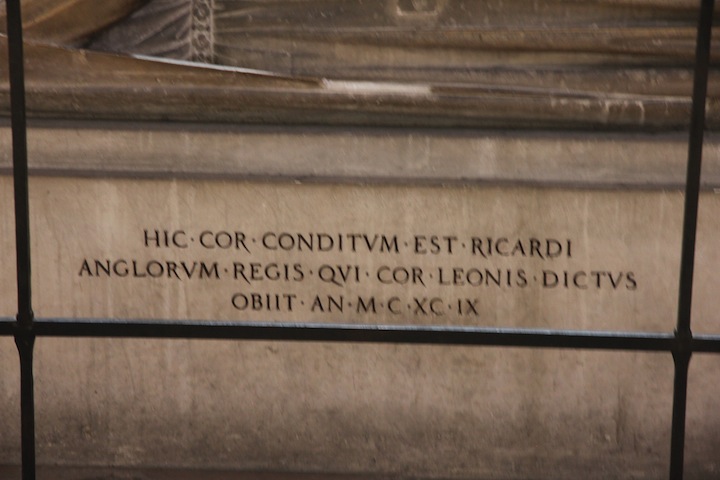 HIC·COR·CONDITVM·EST·RICARDI
ANGLORVM·REGIS·QVI·COR·LEONIS·DICTVS
OBIIT·AN·M·C·XC·IX